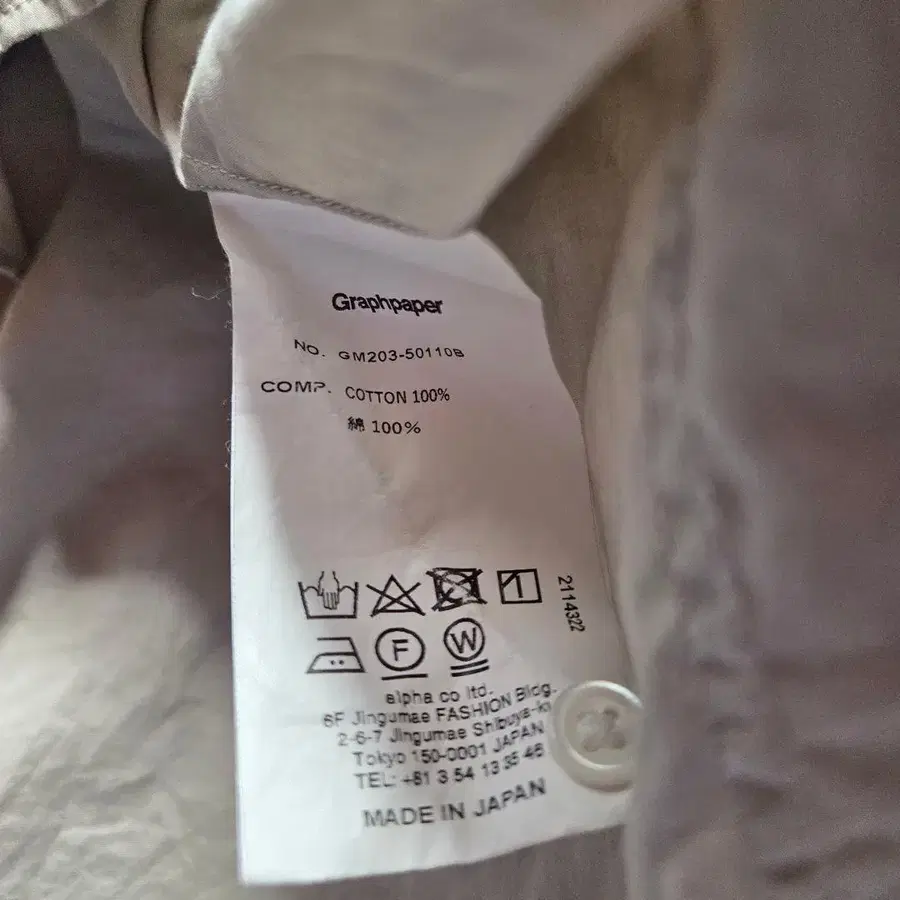 Graphpaper
NO. GM203-50110B
COMP. COTTON 100%
綿 100%
2114322
F W
alpha co ltd.
6F Jingumae FASHION Bldg.
2-6-7 Jingumae Shibuya-ku
Tokyo 150-0001 JAPAN
TEL: +81 3 54 13 35 46
MADE IN JAPAN